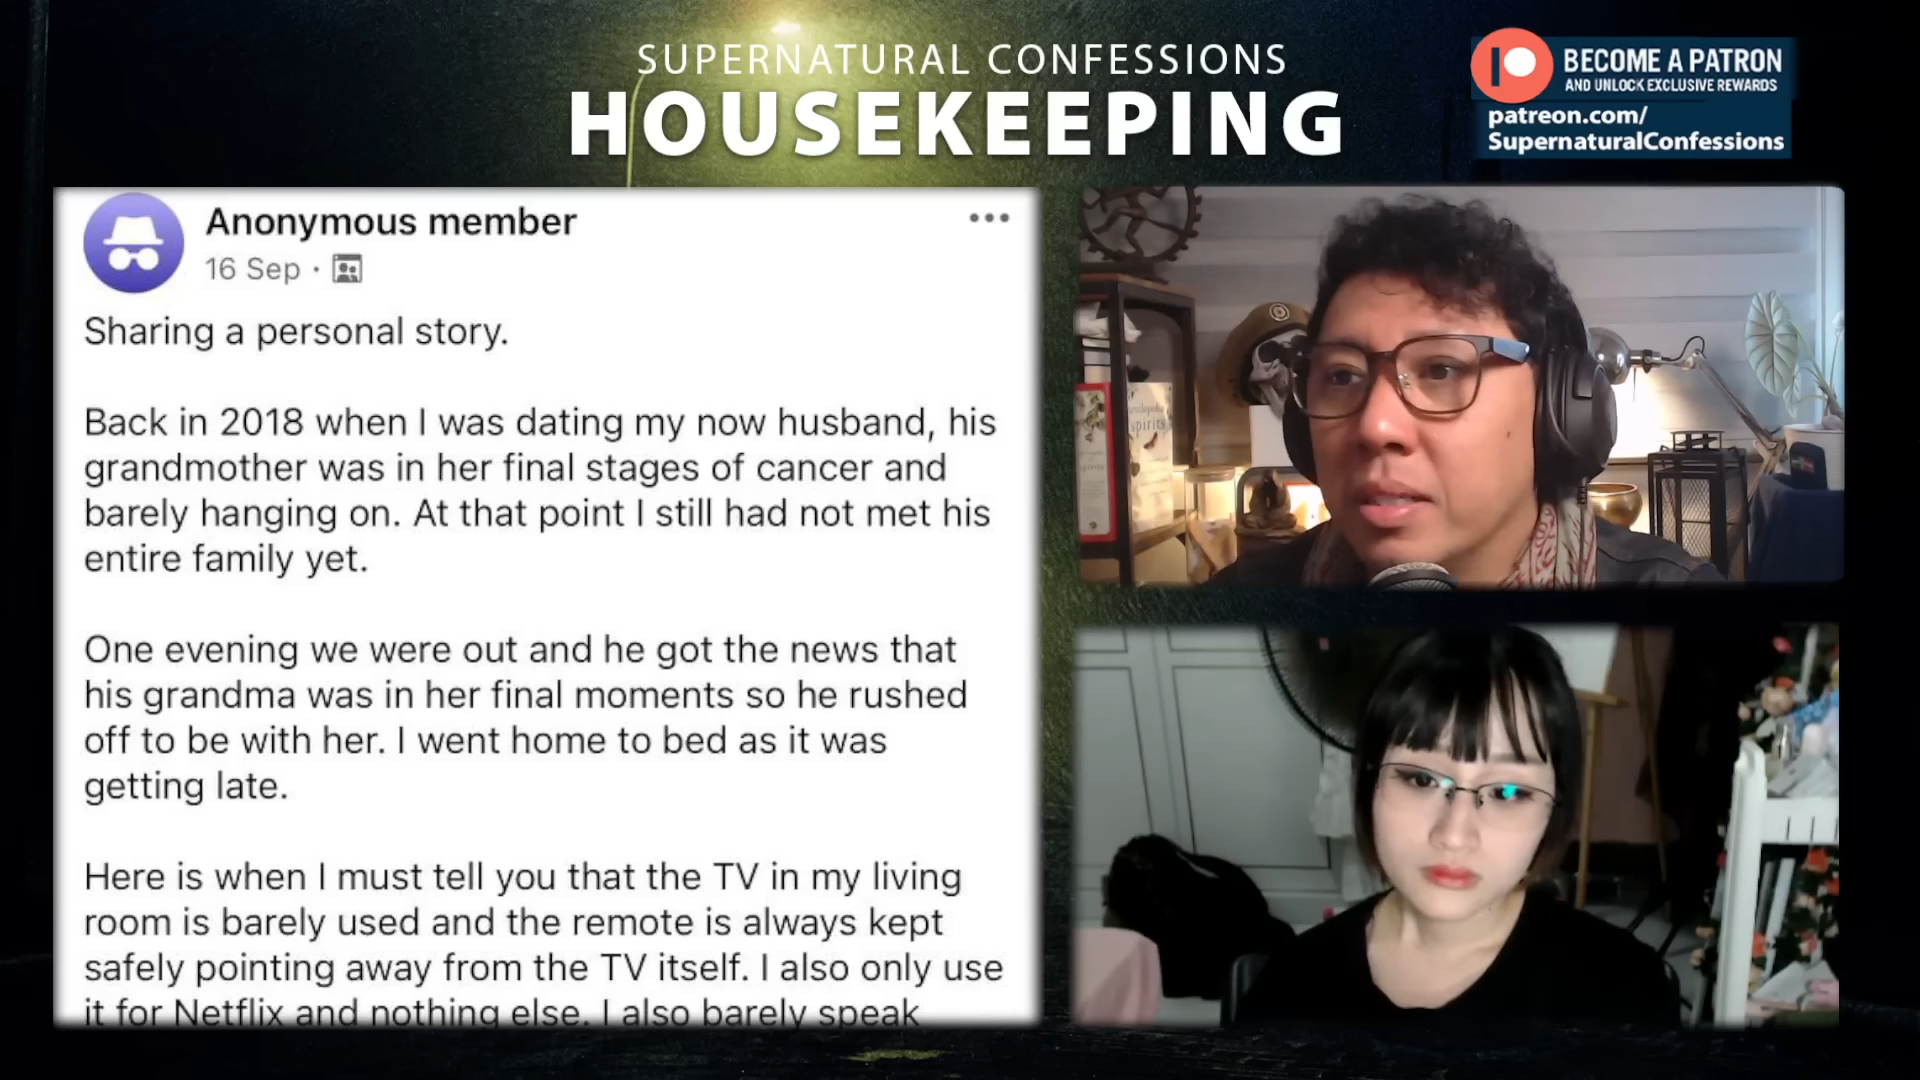 SUPERNATURAL CONFESSIONS
HOUSEKEEPING
BECOME A PATRON
AND UNLOCK EXCLUSIVE REWARDS
patreon.com/
SupernaturalConfessions
Anonymous member
16 Sep ·
Sharing a personal story.
Back in 2018 when I was dating my now husband, his
grandmother was in her final stages of cancer and
barely hanging on. At that point I still had not met his
entire family yet.
One evening we were out and he got the news that
his grandma was in her final moments so he rushed
off to be with her. I went home to bed as it was
getting late.
Here is when I must tell you that the TV in my living
room is barely used and the remote is always kept
safely pointing away from the TV itself. I also only use
it for Netflix and nothing else. I also barely speak
spirits